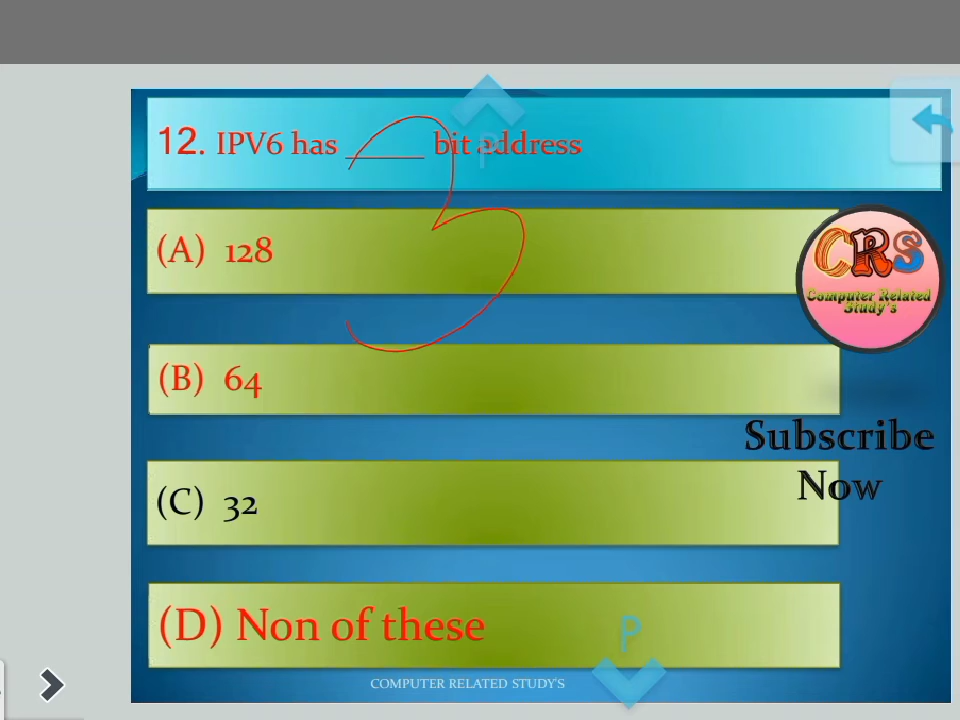 12. IPV6 has ______ bit address
P
(A) 128
CRS
Computer Related
Study's
(B) 64
Subscribe
Now
(C) 32
(D) Non of these
P
COMPUTER RELATED STUDY'S